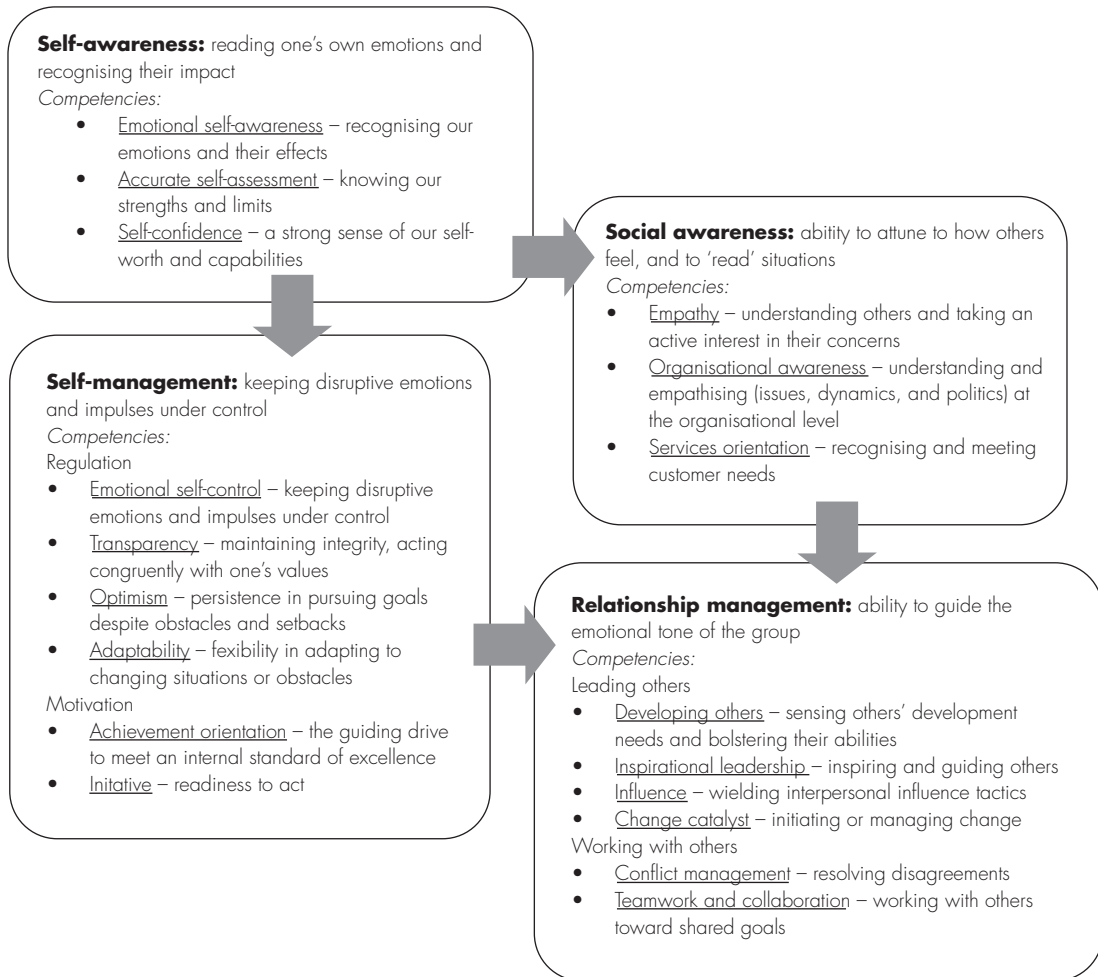 Self-awareness: reading one's own emotions and
recognising their impact
Competencies:
• Emotional self-awareness – recognising our
emotions and their effects
• Accurate self-assessment – knowing our
strengths and limits
• Self-confidence – a strong sense of our self-
worth and capabilities
Social awareness: abitity to attune to how others
feel, and to 'read' situations
Competencies:
• Empathy – understanding others and taking an
active interest in their concerns
• Organisational awareness – understanding and
empathising (issues, dynamics, and politics) at
the organisational level
• Services orientation – recognising and meeting
customer needs
Self-management: keeping disruptive emotions
and impulses under control
Competencies:
Regulation
• Emotional self-control – keeping disruptive
emotions and impulses under control
• Transparency – maintaining integrity, acting
congruently with one's values
• Optimism – persistence in pursuing goals
despite obstacles and setbacks
• Adaptability – fexibility in adapting to
changing situations or obstacles
Motivation
• Achievement orientation – the guiding drive
to meet an internal standard of excellence
• Initative – readiness to act
Relationship management: ability to guide the
emotional tone of the group
Competencies:
Leading others
• Developing others – sensing others' development
needs and bolstering their abilities
• Inspirational leadership – inspiring and guiding others
• Influence – wielding interpersonal influence tactics
• Change catalyst – initiating or managing change
Working with others
• Conflict management – resolving disagreements
• Teamwork and collaboration – working with others
toward shared goals